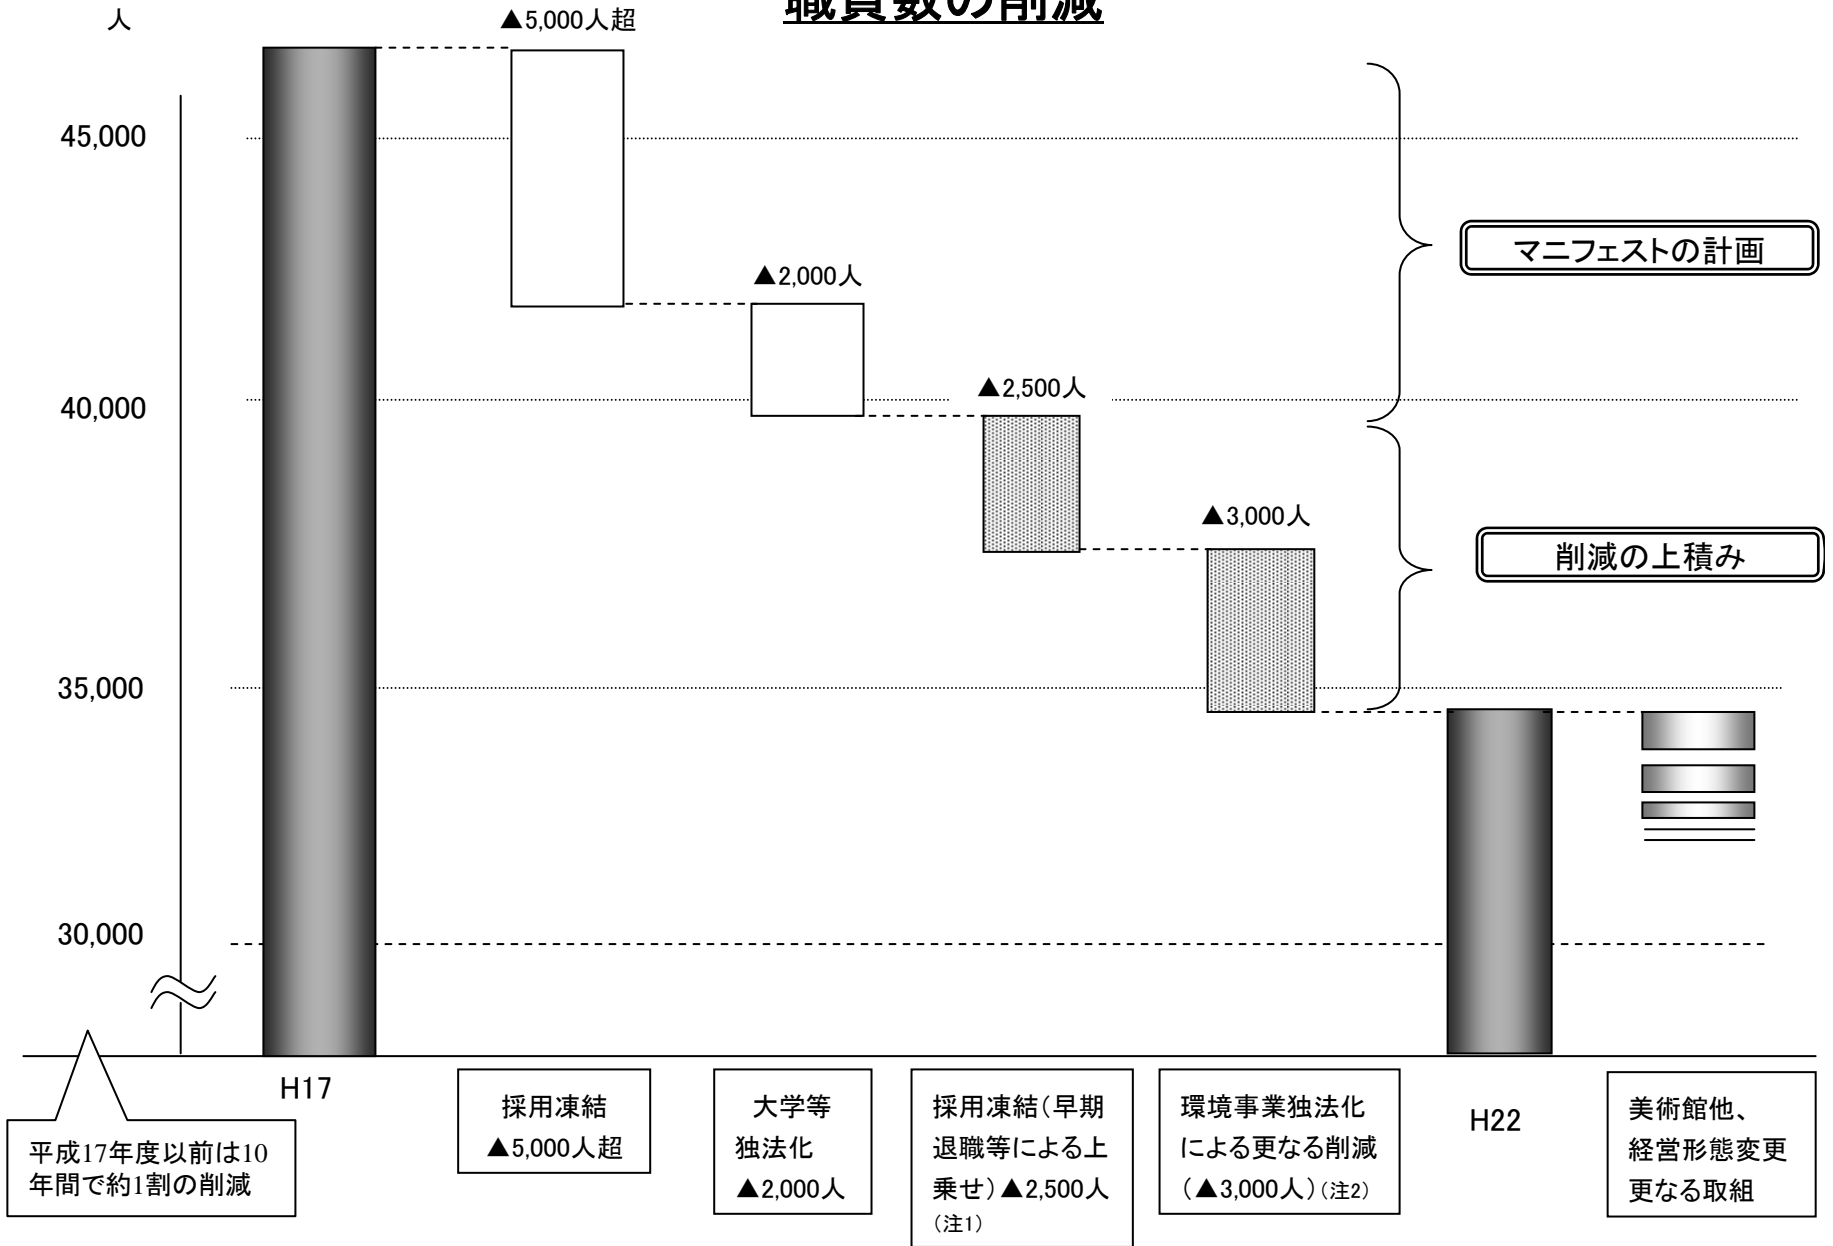 職員数の削減
人
▲5,000人超
45,000
マニフェストの計画
▲2,000人
▲2,500人
40,000
▲3,000人
削減の上積み
35,000
30,000
H17
採用凍結
▲5,000人超
大学等
独法化
▲2,000人
採用凍結（早期
退職等による上
乗せ）▲2,500人
（注1）
環境事業独法化
による更なる削減
（▲3,000人）（注2）
H22
美術館他、
経営形態変更
更なる取組
平成17年度以前は10
年間で約1割の削減